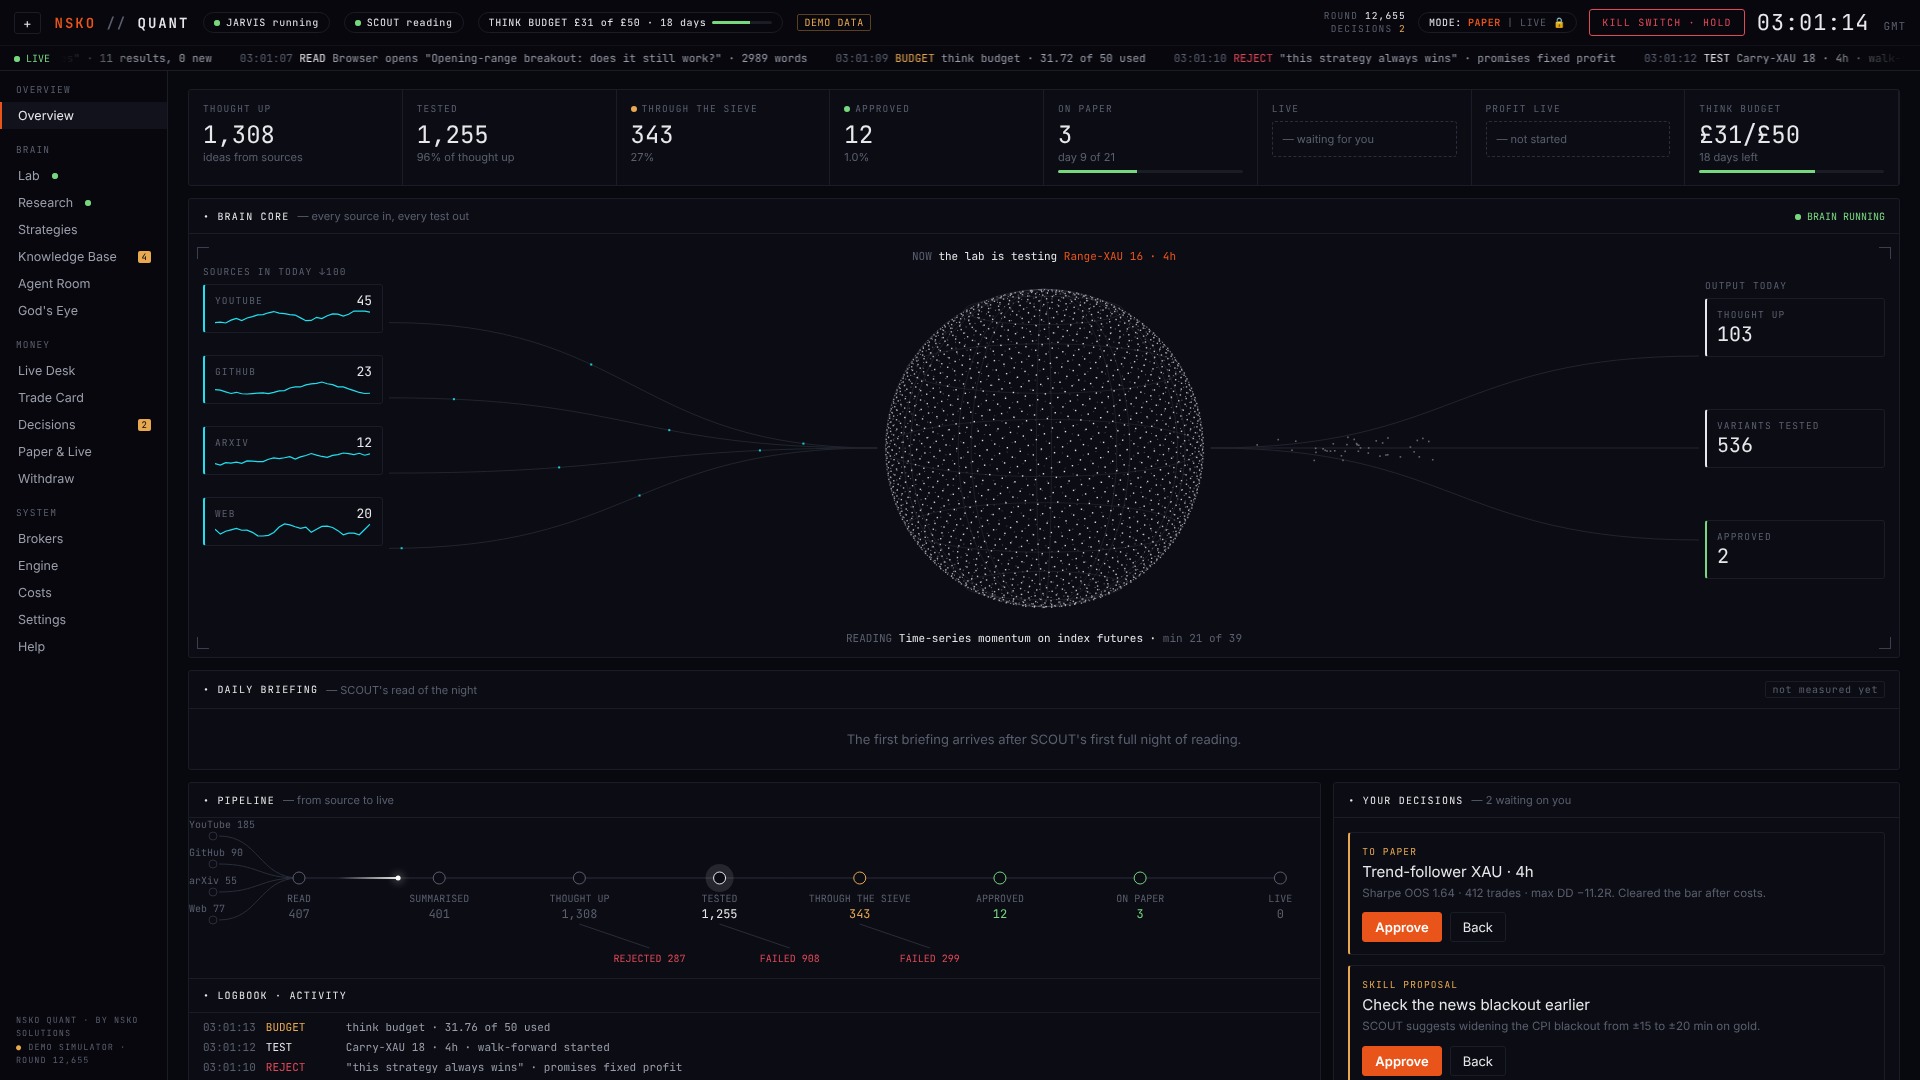 + NSKO // QUANT JARVIS running SCOUT reading THINK BUDGET £31 of £50 · 18 days DEMO DATA
ROUND 12,655
DECISIONS 2
MODE: PAPER | LIVE 🔒 KILL SWITCH · HOLD 03:01:14 GMT
LIVE · 11 results, 0 new 03:01:07 READ Browser opens "Opening-range breakout: does it still work?" · 2989 words 03:01:09 BUDGET think budget · 31.72 of 50 used 03:01:10 REJECT "this strategy always wins" · promises fixed profit 03:01:12 TEST Carry-XAU 18 · 4h · walk-
OVERVIEW
Overview
BRAIN
Lab
Research
Strategies
Knowledge Base 4
Agent Room
God's Eye
MONEY
Live Desk
Trade Card
Decisions 2
Paper & Live
Withdraw
SYSTEM
Brokers
Engine
Costs
Settings
Help
NSKO QUANT · BY NSKO
SOLUTIONS
DEMO SIMULATOR ·
ROUND 12,655
THOUGHT UP
1,308
ideas from sources
TESTED
1,255
96% of thought up
THROUGH THE SIEVE
343
27%
APPROVED
12
1.0%
ON PAPER
3
day 9 of 21
LIVE
— waiting for you
PROFIT LIVE
— not started
THINK BUDGET
£31/£50
18 days left
• BRAIN CORE — every source in, every test out
BRAIN RUNNING
NOW the lab is testing Range-XAU 16 · 4h
SOURCES IN TODAY ↓100
YOUTUBE 45
GITHUB 23
ARXIV 12
WEB 20
OUTPUT TODAY
THOUGHT UP
103
VARIANTS TESTED
536
APPROVED
2
READING Time-series momentum on index futures · min 21 of 39
• DAILY BRIEFING — SCOUT's read of the night
not measured yet
The first briefing arrives after SCOUT's first full night of reading.
• PIPELINE — from source to live
YouTube 185
GitHub 90
arXiv 55
Web 77
READ
407
SUMMARISED
401
THOUGHT UP
1,308
TESTED
1,255
THROUGH THE SIEVE
343
APPROVED
12
ON PAPER
3
LIVE
0
REJECTED 287
FAILED 908
FAILED 299
• LOGBOOK · ACTIVITY
03:01:13 BUDGET think budget · 31.76 of 50 used
03:01:12 TEST Carry-XAU 18 · 4h · walk-forward started
03:01:10 REJECT "this strategy always wins" · promises fixed profit
• YOUR DECISIONS — 2 waiting on you
TO PAPER
Trend-follower XAU · 4h
Sharpe OOS 1.64 · 412 trades · max DD −11.2R. Cleared the bar after costs.
Approve Back
SKILL PROPOSAL
Check the news blackout earlier
SCOUT suggests widening the CPI blackout from ±15 to ±20 min on gold.
Approve Back